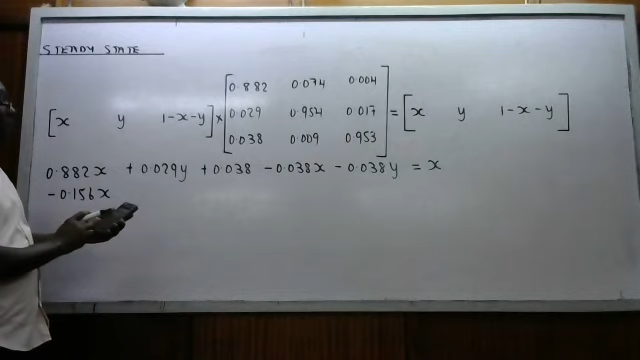 STEADY STATE
[x y 1-x-y] × [0.882 0.074 0.004
0.029 0.954 0.017
0.038 0.009 0.953] = [x y 1-x-y]
0.882x + 0.029y + 0.038 - 0.038x - 0.038y = x
-0.156x